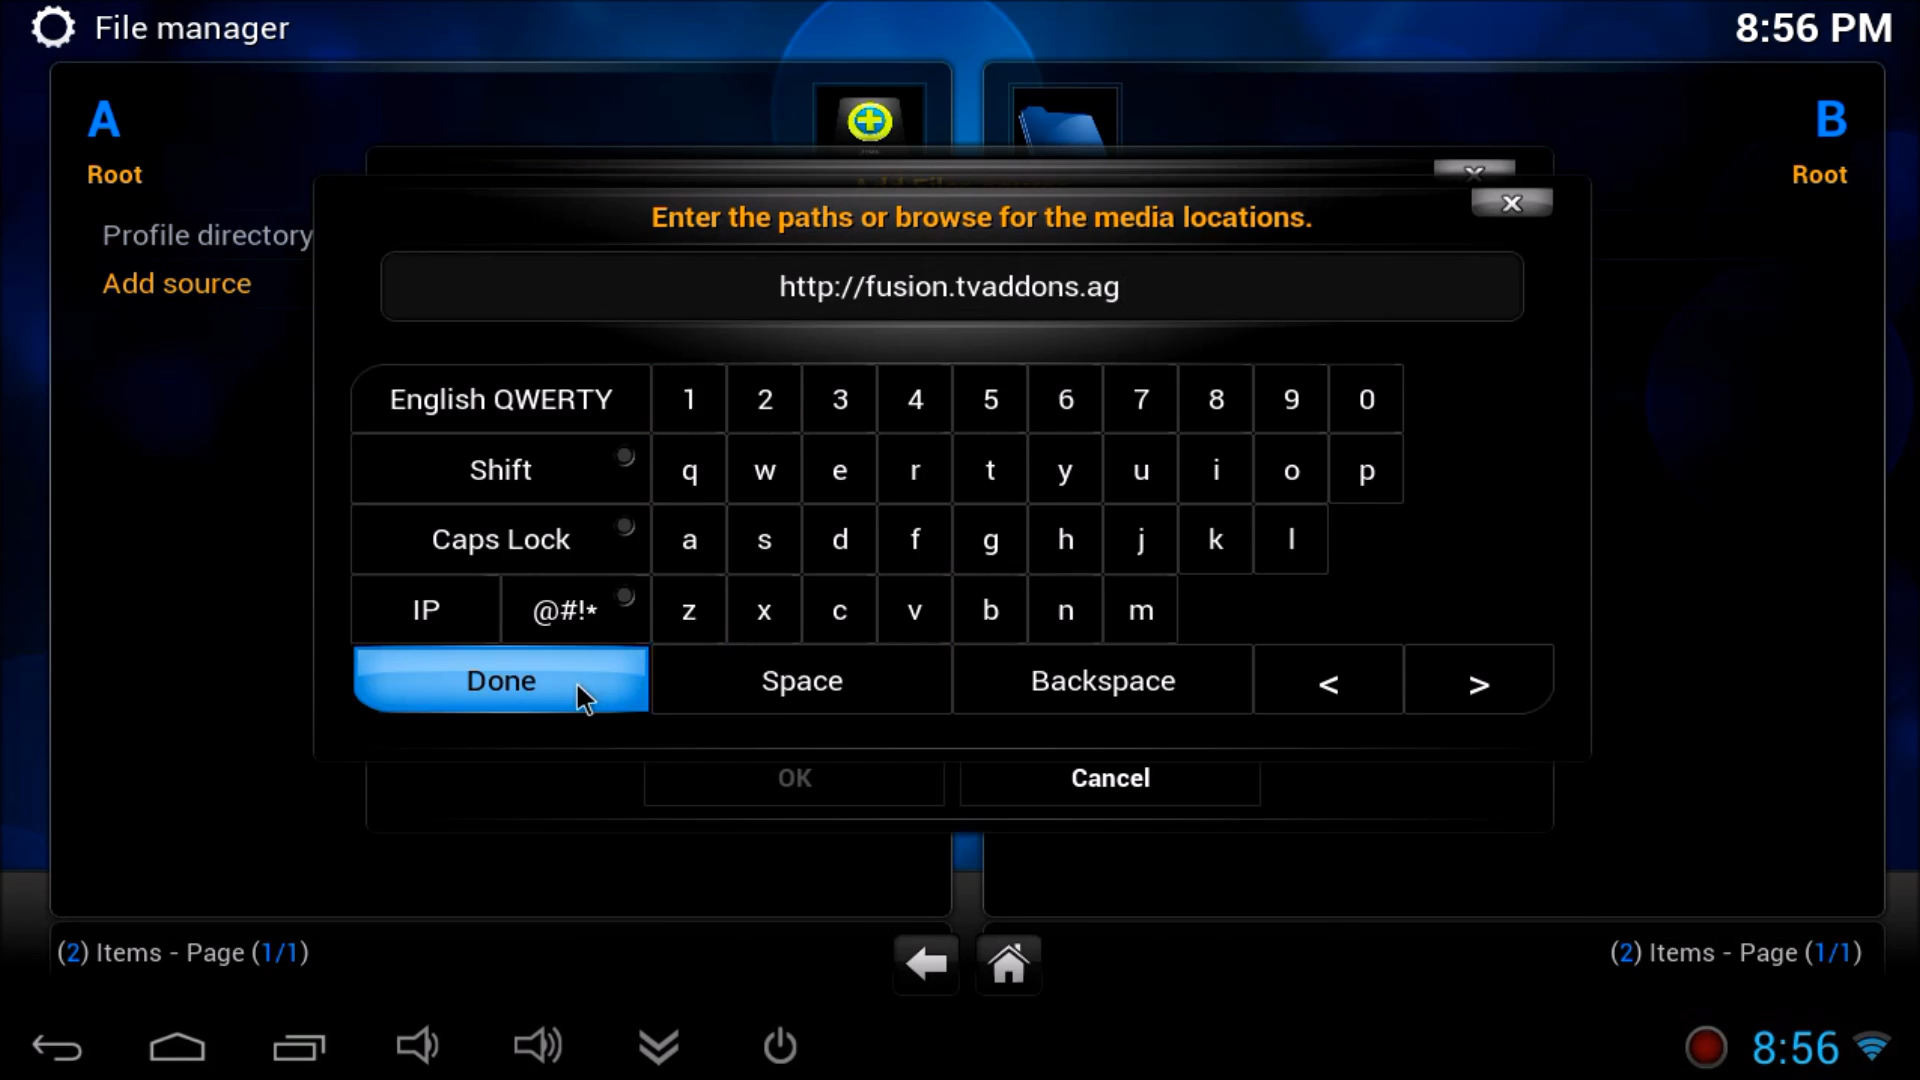 File manager
8:56 PM
A
B
Root
Root
Profile directory
Add source
Enter the paths or browse for the media locations.
http://fusion.tvaddons.ag
English QWERTY 1 2 3 4 5 6 7 8 9 0
Shift q w e r t y u i o p
Caps Lock a s d f g h j k l
IP @#!* z x c v b n m
Done Space Backspace < >
OK Cancel
(2) Items - Page (1/1)
(2) Items - Page (1/1)
8:56